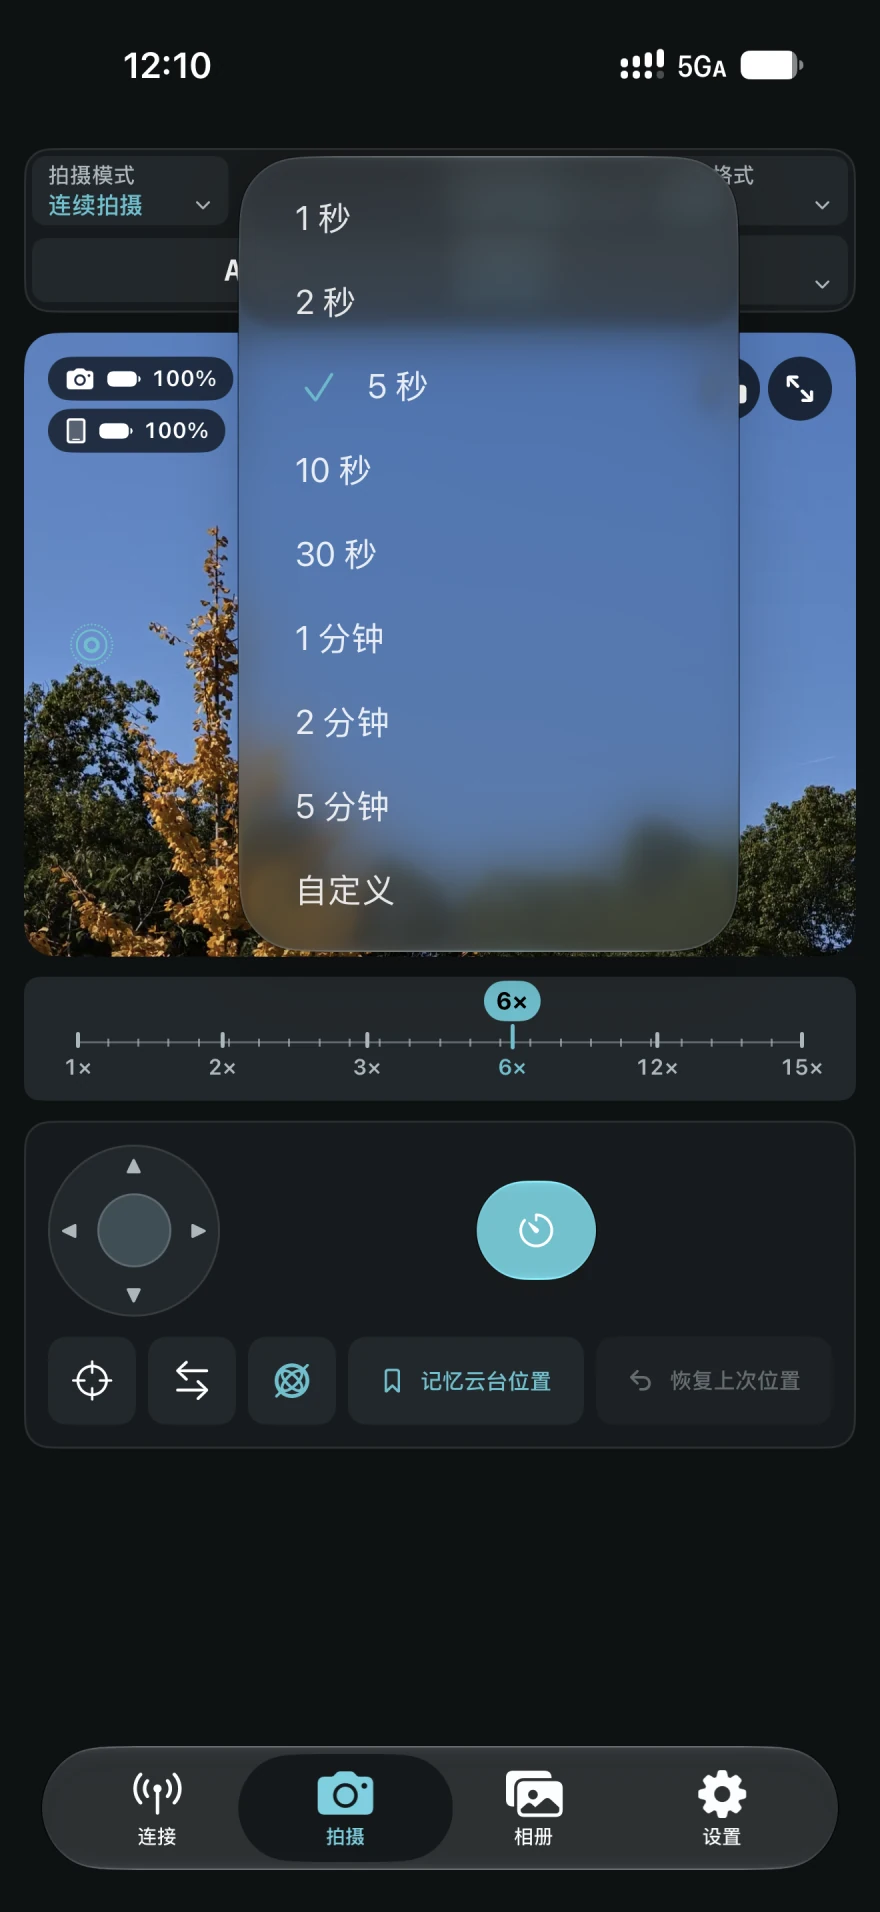 12:10
5GA
拍摄模式
连续拍摄
格式
A
1 秒
2 秒
5 秒
10 秒
30 秒
1 分钟
2 分钟
5 分钟
自定义
100%
100%
6×
1× 2× 3× 6× 12× 15×
记忆云台位置
恢复上次位置
连接 拍摄 相册 设置